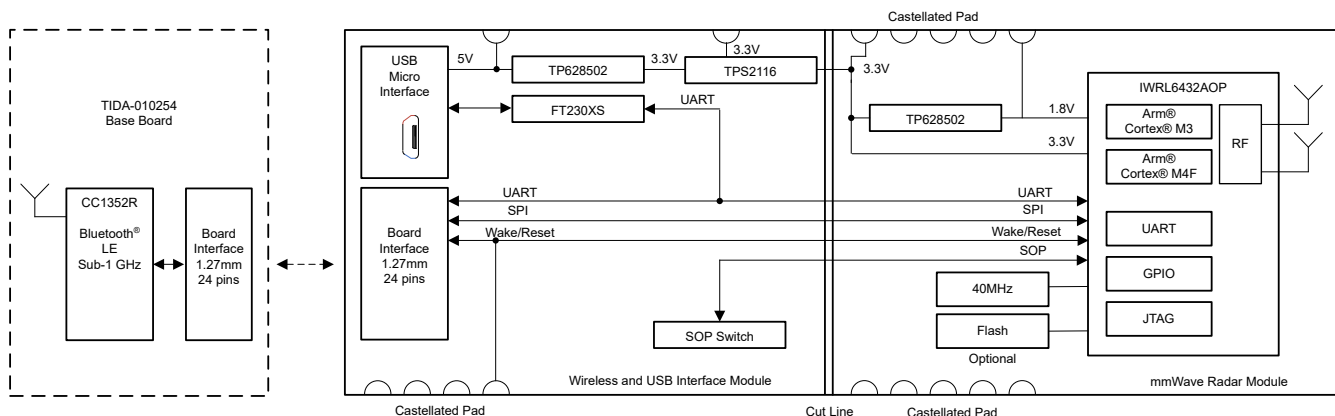 Castellated Pad
TIDA-010254
Base Board
CC1352R
Bluetooth®
LE
Sub-1 GHz
Board
Interface
1.27mm
24 pins
USB
Micro
Interface
5V
TP628502
3.3V
3.3V
TPS2116
3.3V
FT230XS
UART
Board
Interface
1.27mm
24 pins
UART
SPI
Wake/Reset
SOP Switch
Wireless and USB Interface Module
Castellated Pad
Cut Line
TP628502
1.8V
3.3V
UART
SPI
Wake/Reset
SOP
40MHz
Flash
Optional
IWRL6432AOP
Arm®
Cortex® M3
Arm®
Cortex® M4F
RF
UART
GPIO
JTAG
mmWave Radar Module
Castellated Pad